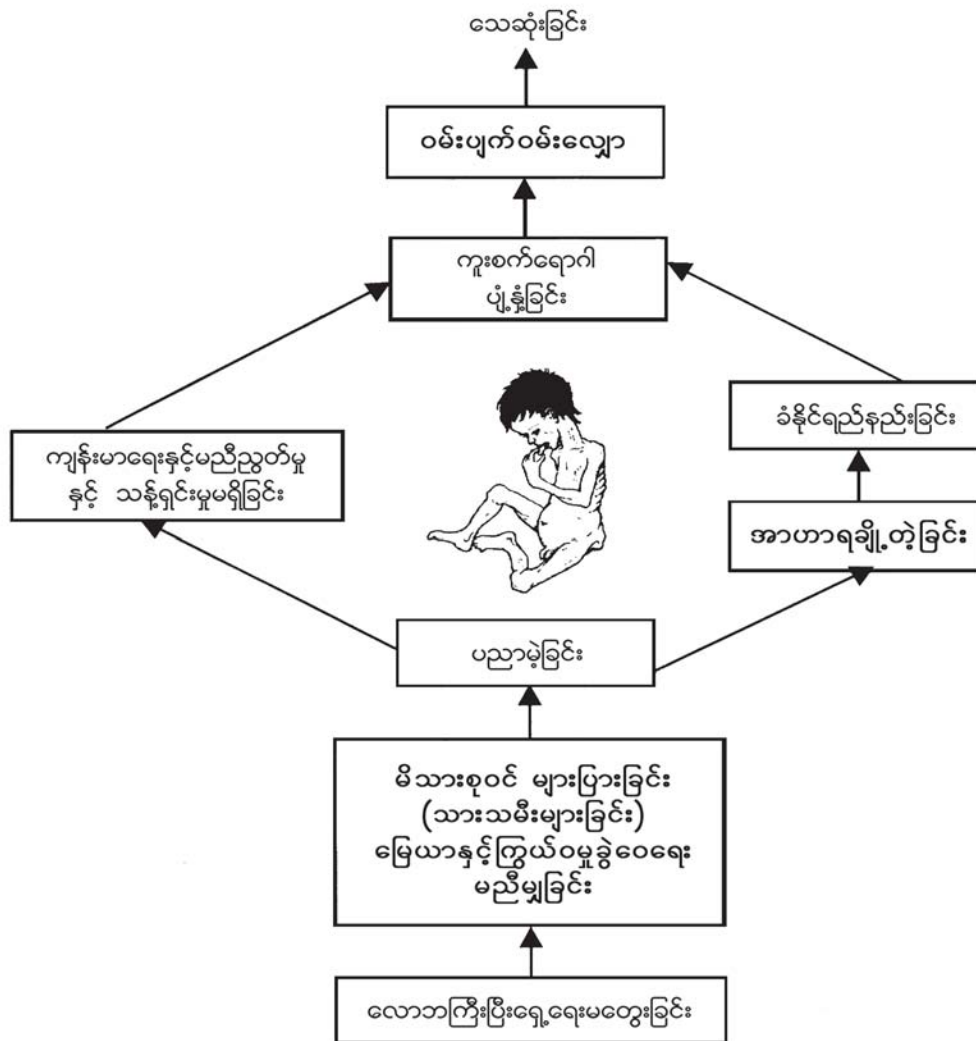 သေဆုံးခြင်း
ဝမ်းပျက်ဝမ်းလျှော
ကူးစက်ရောဂါ
ပျံ့နှံ့ခြင်း
ခံနိုင်ရည်နည်းခြင်း
ကျန်းမာရေးနှင့်မညီညွတ်မှု
နှင့် သန့်ရှင်းမှုမရှိခြင်း
အာဟာရချို့တဲ့ခြင်း
ပညာမဲ့ခြင်း
မိသားစုဝင် များပြားခြင်း
(သားသမီးများခြင်း)
မြေယာနှင့်ကြွယ်ဝမှုခွဲဝေရေး
မညီမျှခြင်း
လောဘကြီးပြီးရှေ့ရေးမတွေးခြင်း